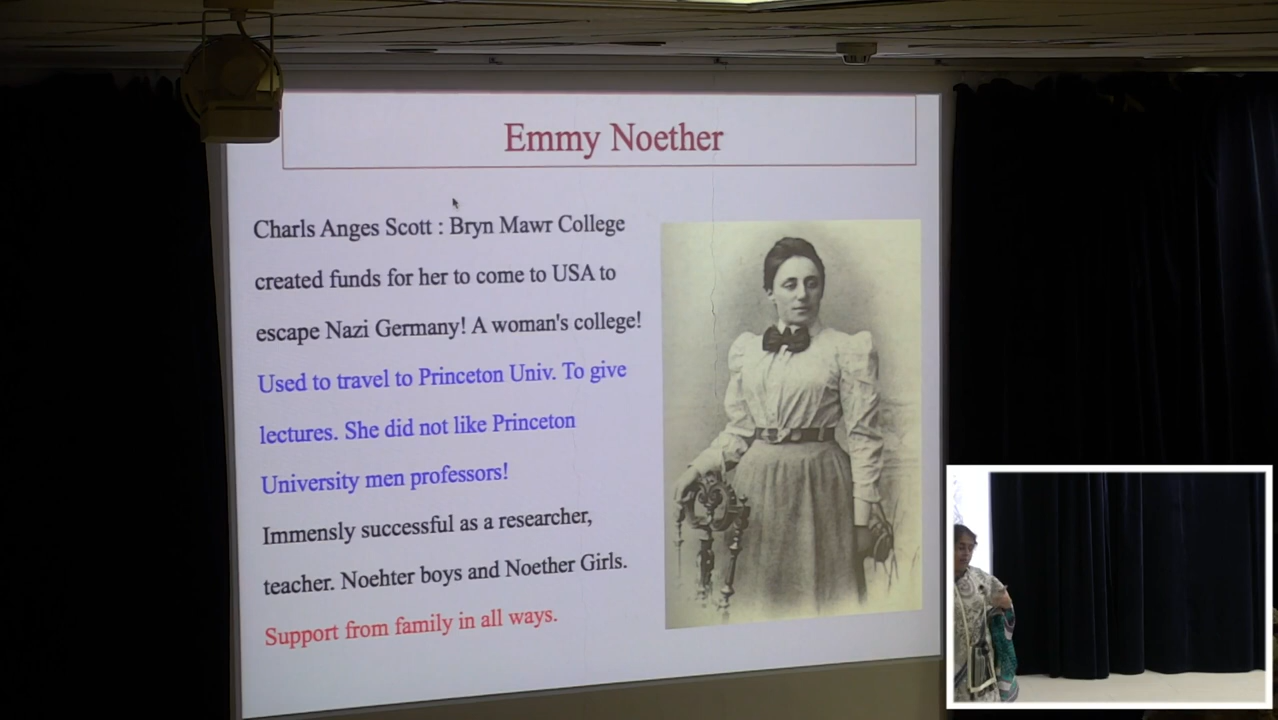 Emmy Noether
Charls Anges Scott : Bryn Mawr College
created funds for her to come to USA to
escape Nazi Germany! A woman's college!
Used to travel to Princeton Univ. To give
lectures. She did not like Princeton
University men professors!
Immensly successful as a researcher,
teacher. Noehter boys and Noether Girls.
Support from family in all ways.